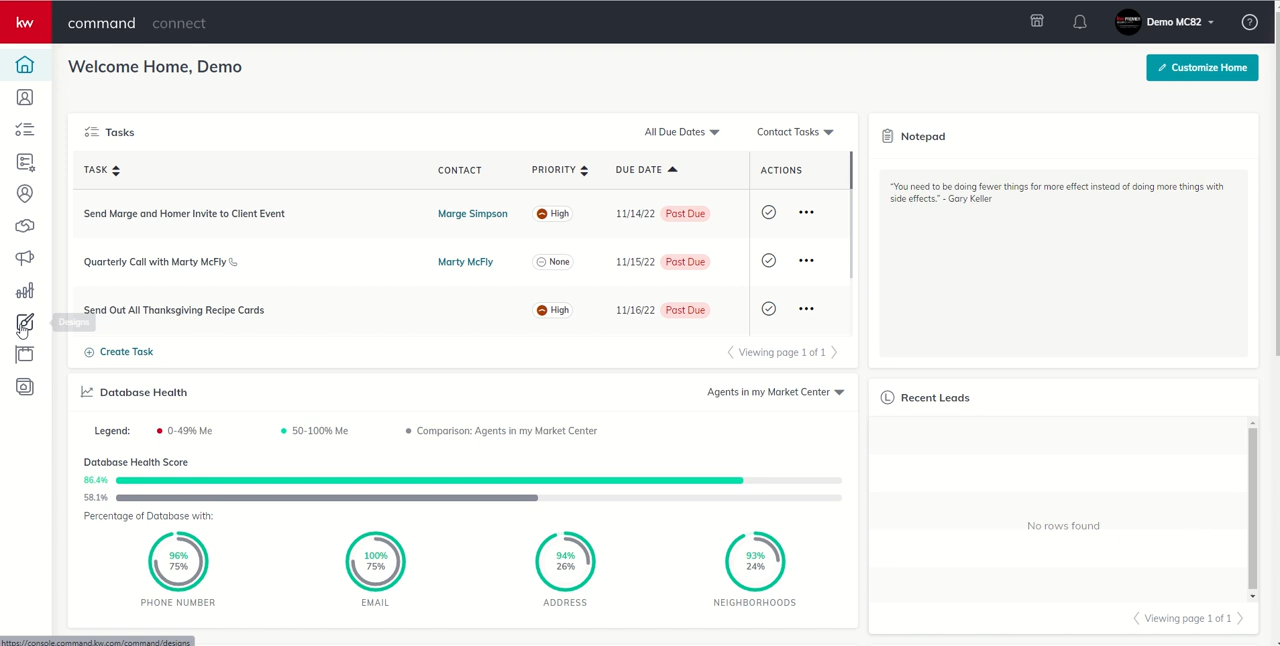 kw
command connect
Demo MC82
Welcome Home, Demo
Customize Home
Tasks
All Due Dates
Contact Tasks
TASK CONTACT PRIORITY DUE DATE ACTIONS
Send Marge and Homer Invite to Client Event Marge Simpson High 11/14/22 Past Due
Quarterly Call with Marty McFly Marty McFly None 11/15/22 Past Due
Send Out All Thanksgiving Recipe Cards High 11/16/22 Past Due
Create Task
Viewing page 1 of 1
Designs
Notepad
“You need to be doing fewer things for more effect instead of doing more things with
side effects.” - Gary Keller
Database Health
Agents in my Market Center
Legend: 0-49% Me 50-100% Me Comparison: Agents in my Market Center
Database Health Score
86.4%
58.1%
Percentage of Database with:
96%
75%
PHONE NUMBER
100%
75%
EMAIL
94%
26%
ADDRESS
93%
24%
NEIGHBORHOODS
Recent Leads
No rows found
Viewing page 1 of 1
https://console.command.kw.com/command/designs